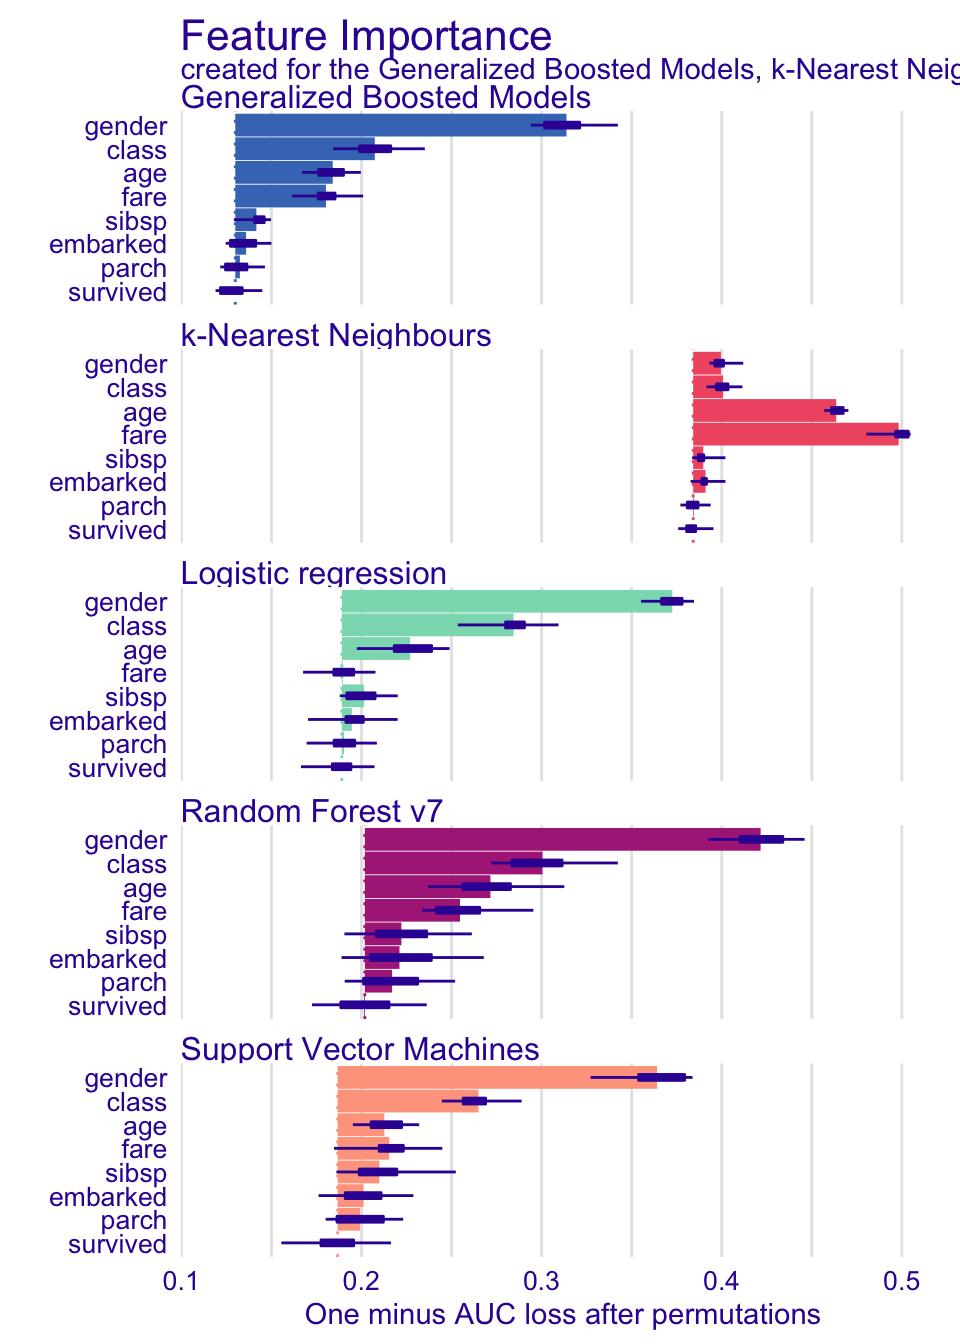 Feature Importance
created for the Generalized Boosted Models, k-Nearest Neig
Generalized Boosted Models
gender
class
age
fare
sibsp
embarked
parch
survived
k-Nearest Neighbours
gender
class
age
fare
sibsp
embarked
parch
survived
Logistic regression
gender
class
age
fare
sibsp
embarked
parch
survived
Random Forest v7
gender
class
age
fare
sibsp
embarked
parch
survived
Support Vector Machines
gender
class
age
fare
sibsp
embarked
parch
survived
0.1 0.2 0.3 0.4 0.5
One minus AUC loss after permutations